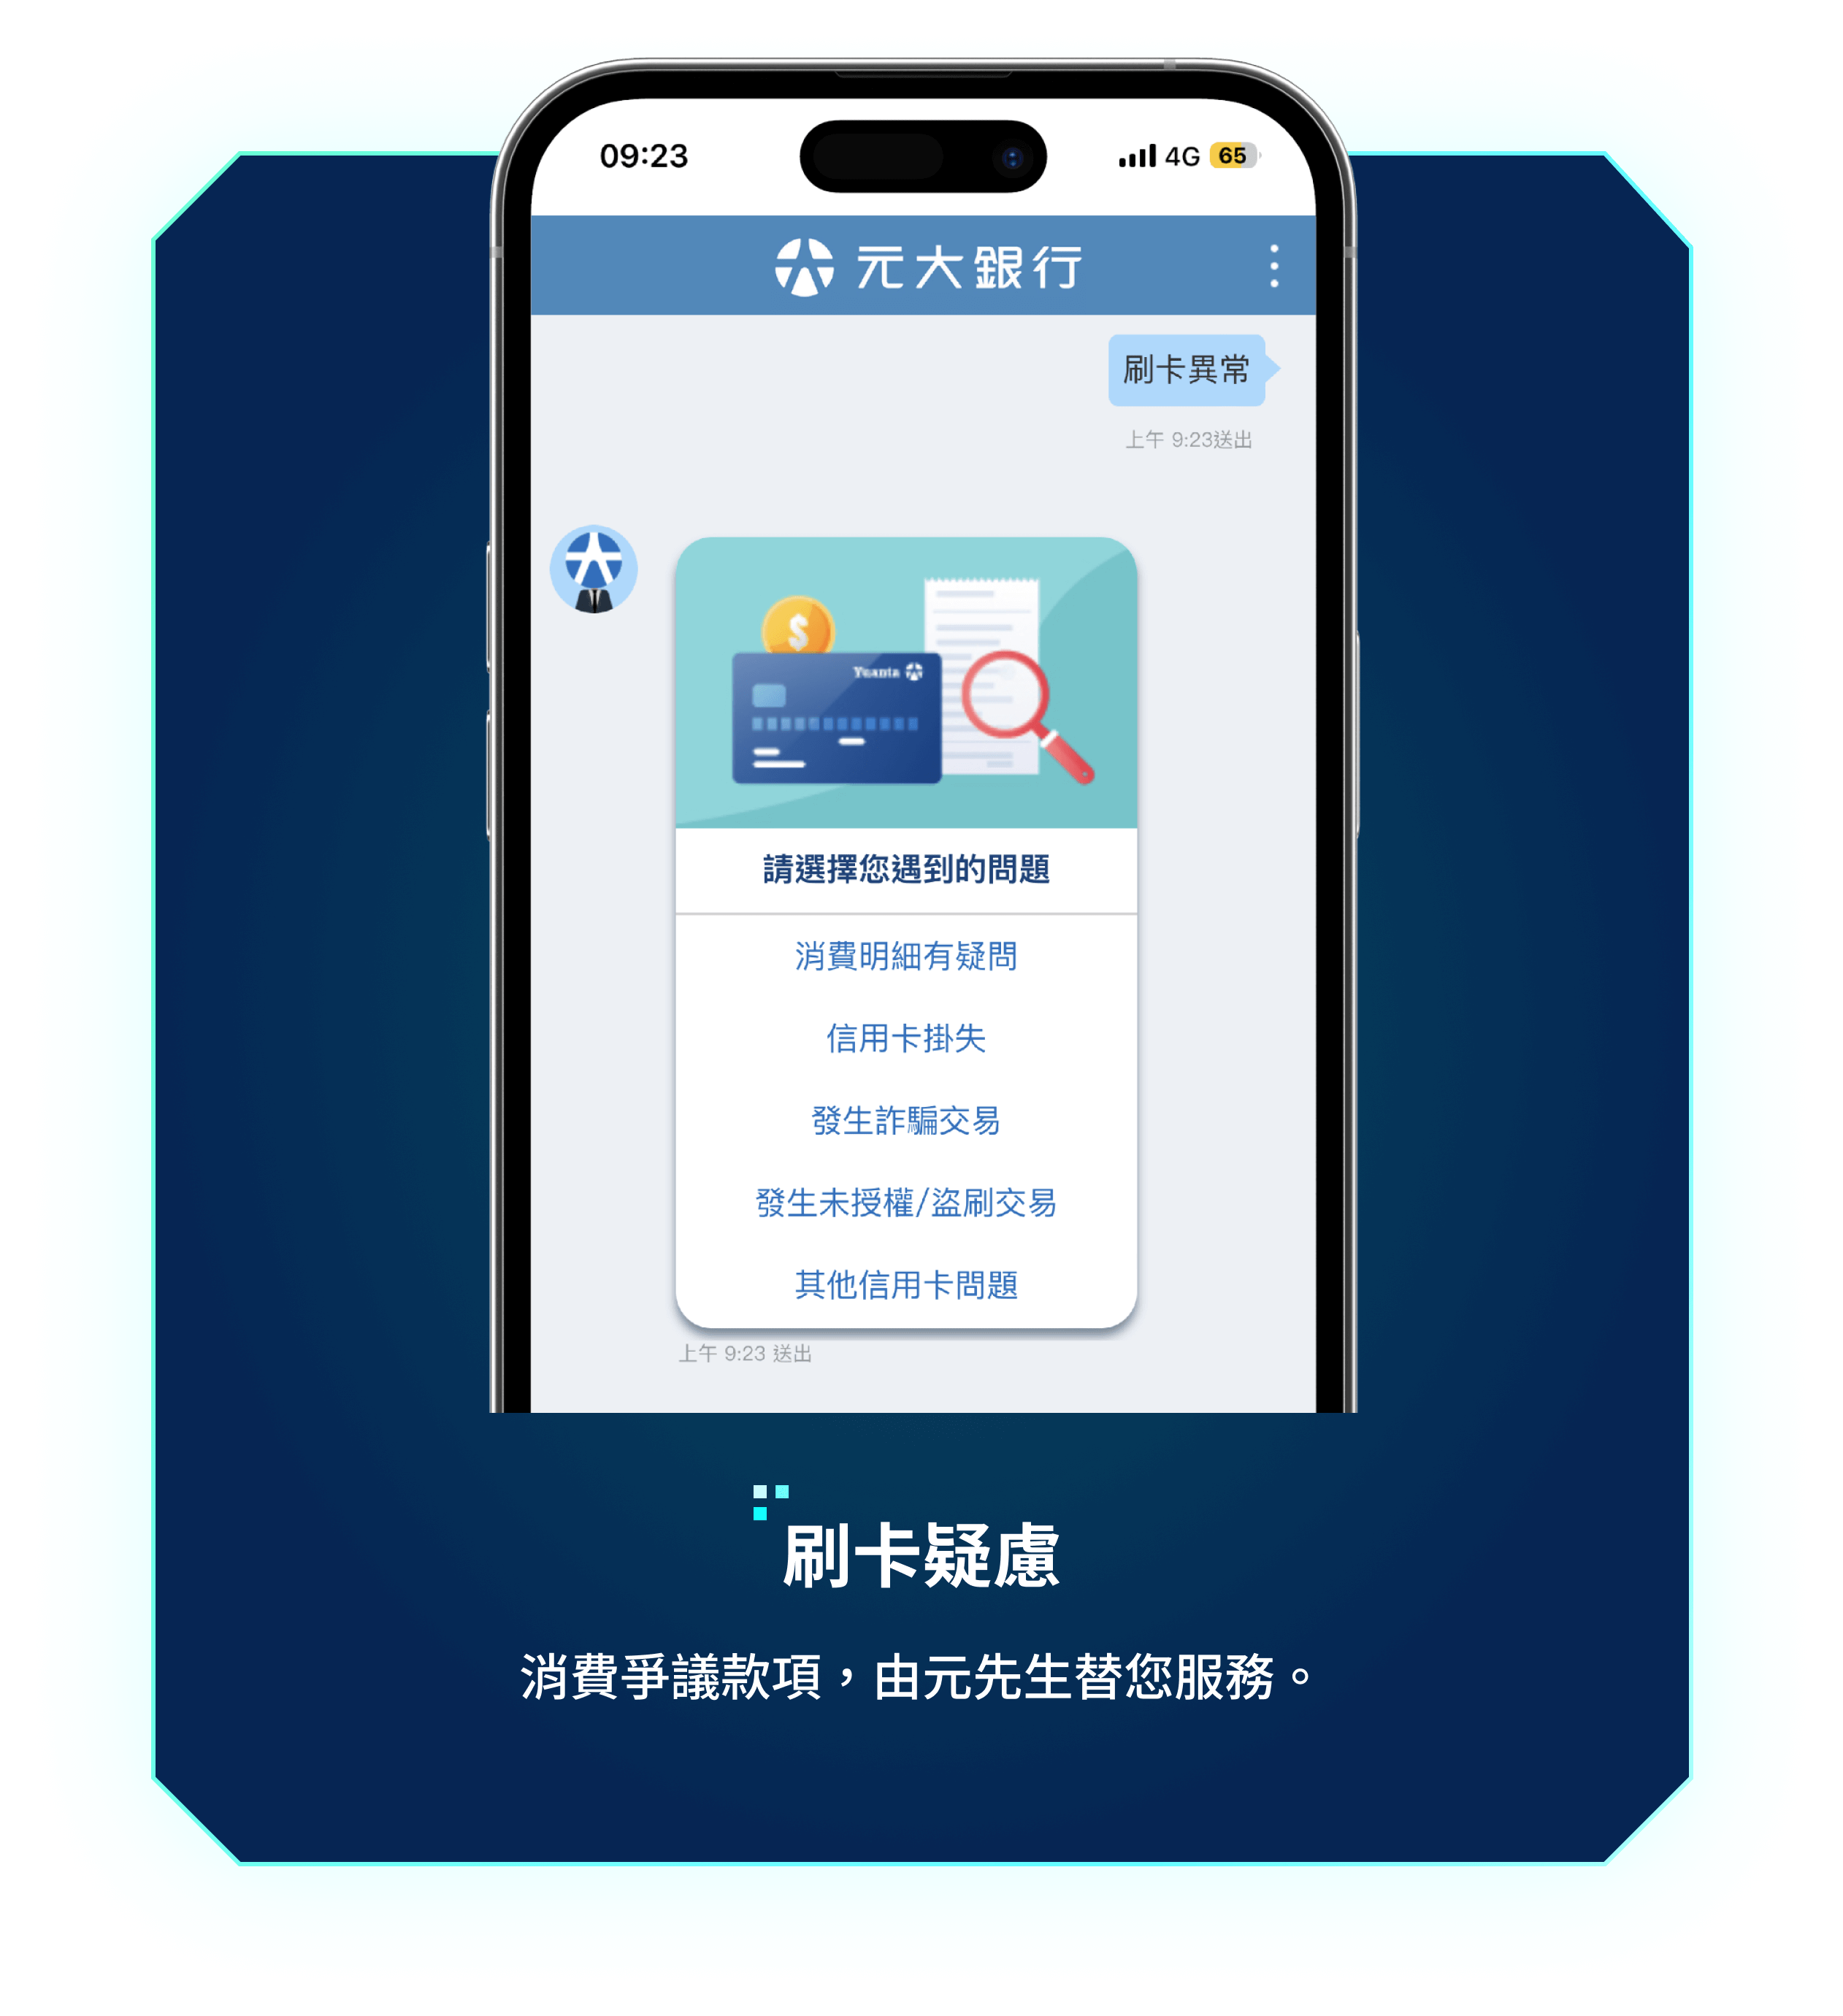 09:23
4G 65
元大銀行
刷卡異常
上午 9:23送出
$
Yuanta
請選擇您遇到的問題
消費明細有疑問
信用卡掛失
發生詐騙交易
發生未授權/盜刷交易
其他信用卡問題
上午 9:23 送出
刷卡疑慮
消費爭議款項，由元先生替您服務。